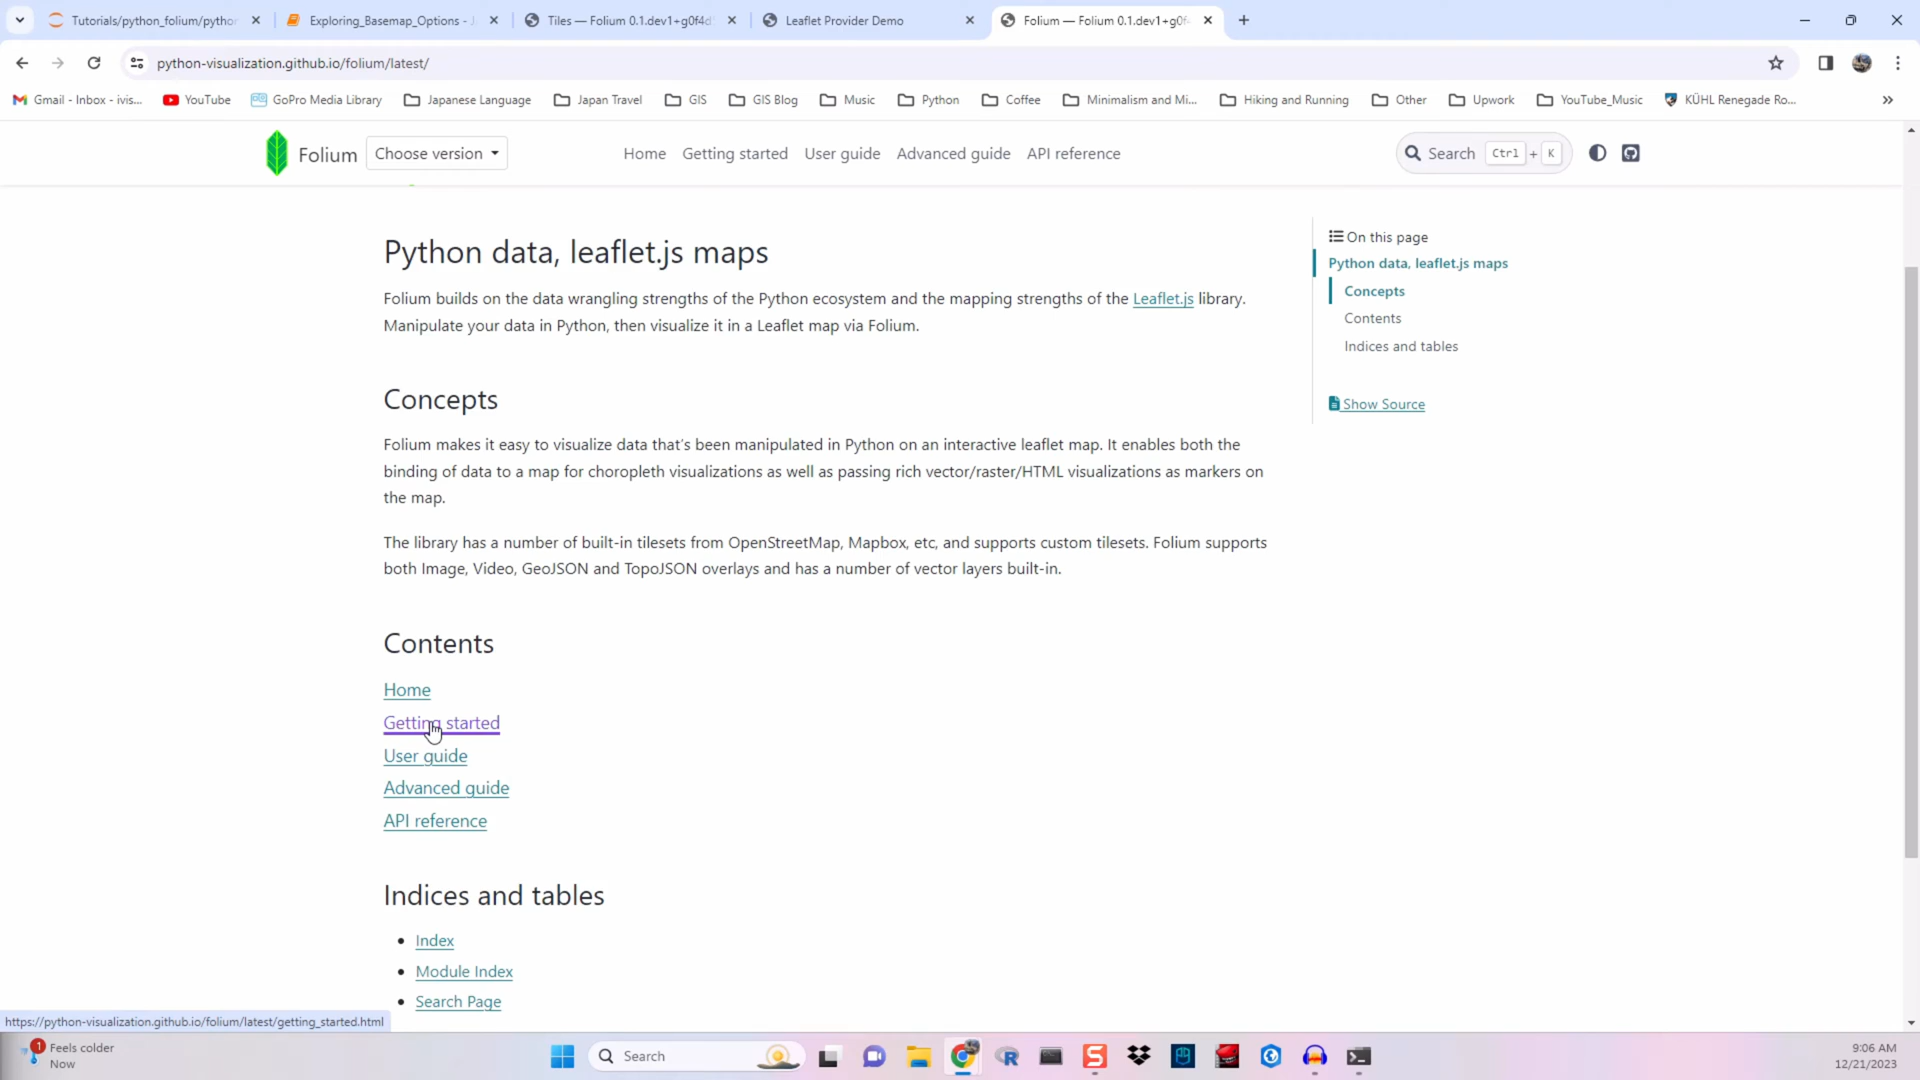 Tutorials/python_folium/pytho
Exploring_Basemap_Options - J
Tiles — Folium 0.1.dev1+g0f4d
Leaflet Provider Demo
Folium — Folium 0.1.dev1+g0f
python-visualization.github.io/folium/latest/
Gmail - Inbox - ivis...
YouTube
GoPro Media Library
Japanese Language
Japan Travel
GIS
GIS Blog
Music
Python
Coffee
Minimalism and Mi...
Hiking and Running
Other
Upwork
YouTube_Music
KÜHL Renegade Ro...
»
Folium
Choose version
Home
Getting started
User guide
Advanced guide
API reference
Search Ctrl + K
Python data, leaflet.js maps
Folium builds on the data wrangling strengths of the Python ecosystem and the mapping strengths of the Leaflet.js library.
Manipulate your data in Python, then visualize it in a Leaflet map via Folium.
Concepts
Folium makes it easy to visualize data that's been manipulated in Python on an interactive leaflet map. It enables both the
binding of data to a map for choropleth visualizations as well as passing rich vector/raster/HTML visualizations as markers on
the map.
The library has a number of built-in tilesets from OpenStreetMap, Mapbox, etc, and supports custom tilesets. Folium supports
both Image, Video, GeoJSON and TopoJSON overlays and has a number of vector layers built-in.
Contents
Home
Getting started
User guide
Advanced guide
API reference
Indices and tables
• Index
• Module Index
• Search Page
On this page
Python data, leaflet.js maps
Concepts
Contents
Indices and tables
Show Source
https://python-visualization.github.io/folium/latest/getting_started.html
1
Feels colder
Now
Search
9:06 AM
12/21/2023